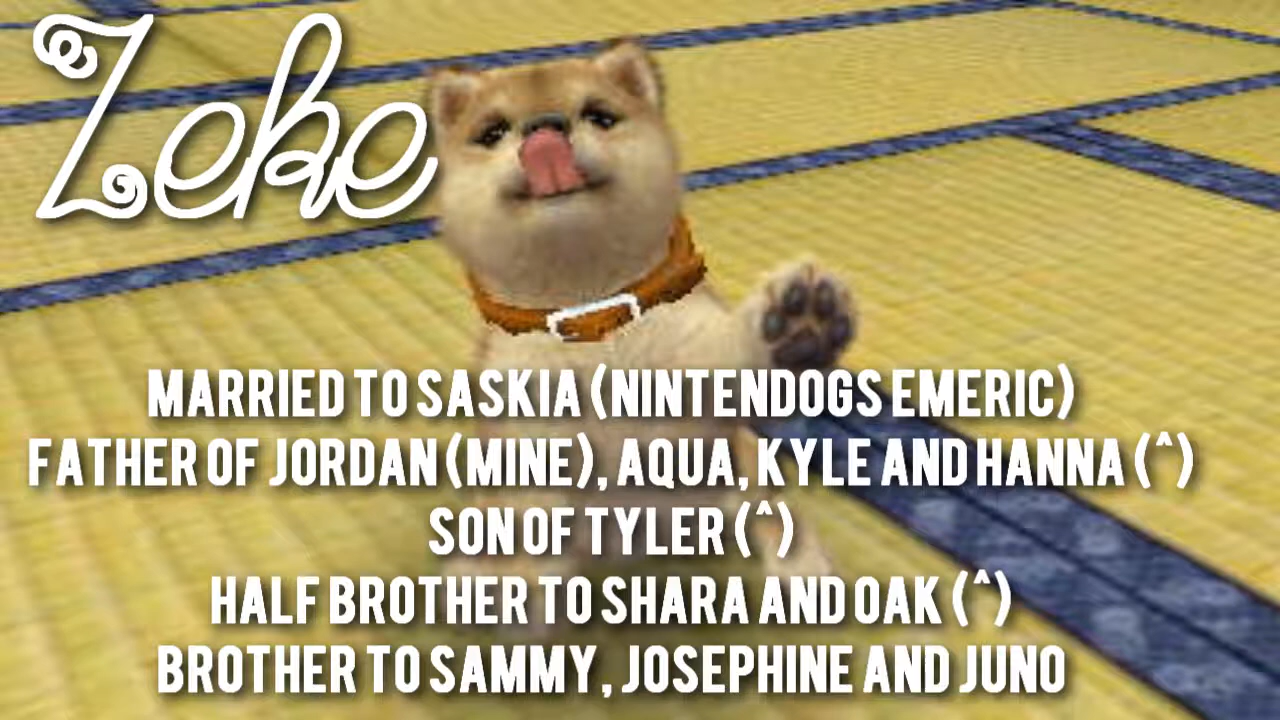 Zeke
MARRIED TO SASKIA (NINTENDOGS EMERIC)
FATHER OF JORDAN (MINE), AQUA, KYLE AND HANNA (^)
SON OF TYLER (^)
HALF BROTHER TO SHARA AND OAK (^)
BROTHER TO SAMMY, JOSEPHINE AND JUNO